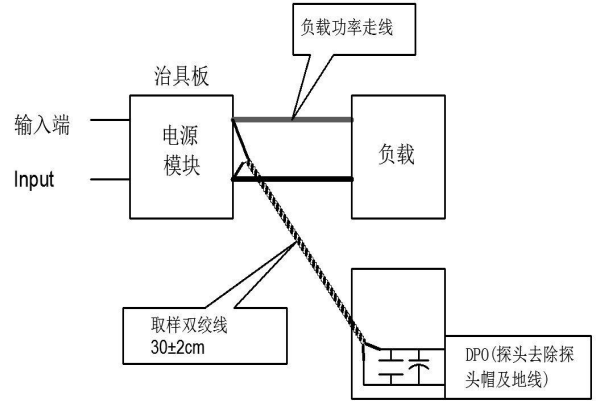 负载功率走线
治具板
输入端
电源
模块
负载
Input
取样双绞线
30±2cm
DPO(探头去除探
头帽及地线)